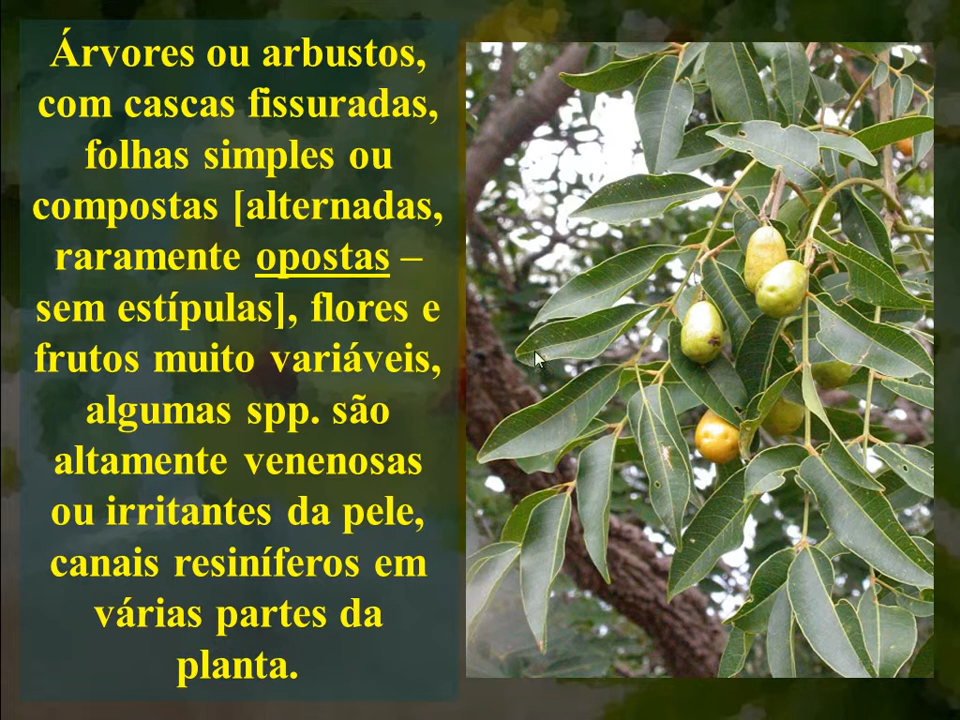 Árvores ou arbustos,
com cascas fissuradas,
folhas simples ou
compostas [alternadas,
raramente opostas –
sem estípulas], flores e
frutos muito variáveis,
algumas spp. são
altamente venenosas
ou irritantes da pele,
canais resiníferos em
várias partes da
planta.